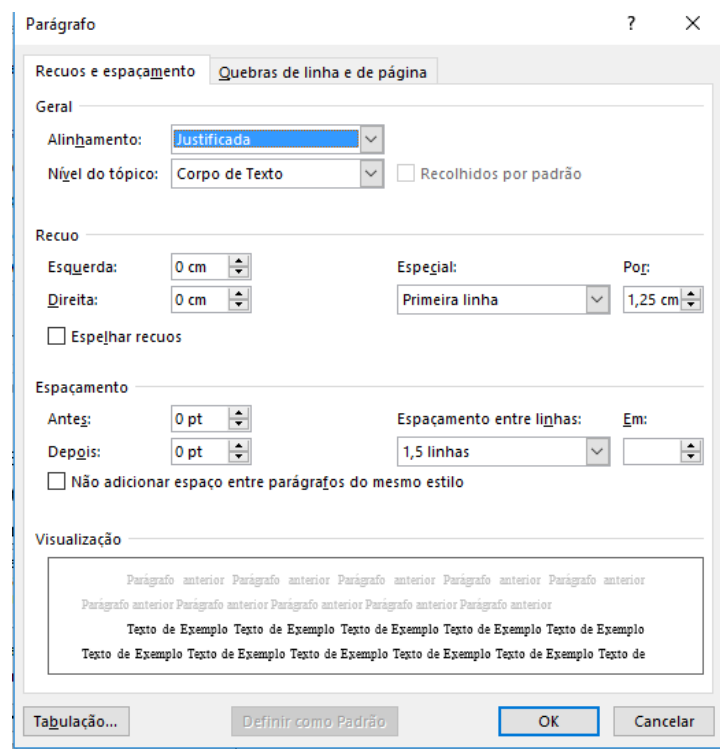 Parágrafo ? ×
Recuos e espaçamento Quebras de linha e de página
Geral
Alinhamento: Justificada
Nível do tópico: Corpo de Texto Recolhidos por padrão
Recuo
Esquerda: 0 cm Especial: Por:
Direita: 0 cm Primeira linha 1,25 cm
Espelhar recuos
Espaçamento
Antes: 0 pt Espaçamento entre linhas: Em:
Depois: 0 pt 1,5 linhas
Não adicionar espaço entre parágrafos do mesmo estilo
Visualização
Parágrafo anterior Parágrafo anterior Parágrafo anterior Parágrafo anterior Parágrafo anterior
Parágrafo anterior Parágrafo anterior Parágrafo anterior Parágrafo anterior Parágrafo anterior
Texto de Exemplo Texto de Exemplo Texto de Exemplo Texto de Exemplo Texto de Exemplo
Texto de Exemplo Texto de Exemplo Texto de Exemplo Texto de Exemplo Texto de
Tabulação... Definir como Padrão OK Cancelar